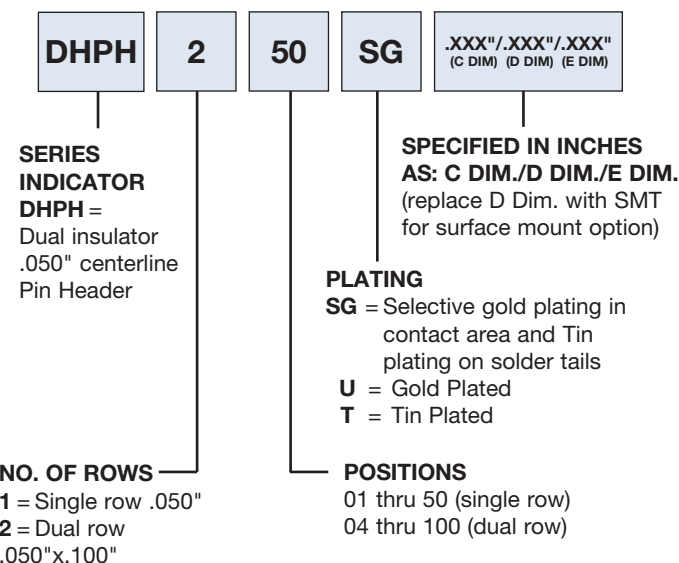 DHPH 2 50 SG .XXX"/.XXX"/.XXX"
(C DIM) (D DIM) (E DIM)
SERIES
INDICATOR
DHPH =
Dual insulator
.050" centerline
Pin Header
SPECIFIED IN INCHES
AS: C DIM./D DIM./E DIM.
(replace D Dim. with SMT
for surface mount option)
PLATING
SG = Selective gold plating in
contact area and Tin
plating on solder tails
U = Gold Plated
T = Tin Plated
NO. OF ROWS
1 = Single row .050"
2 = Dual row
.050"x.100"
POSITIONS
01 thru 50 (single row)
04 thru 100 (dual row)